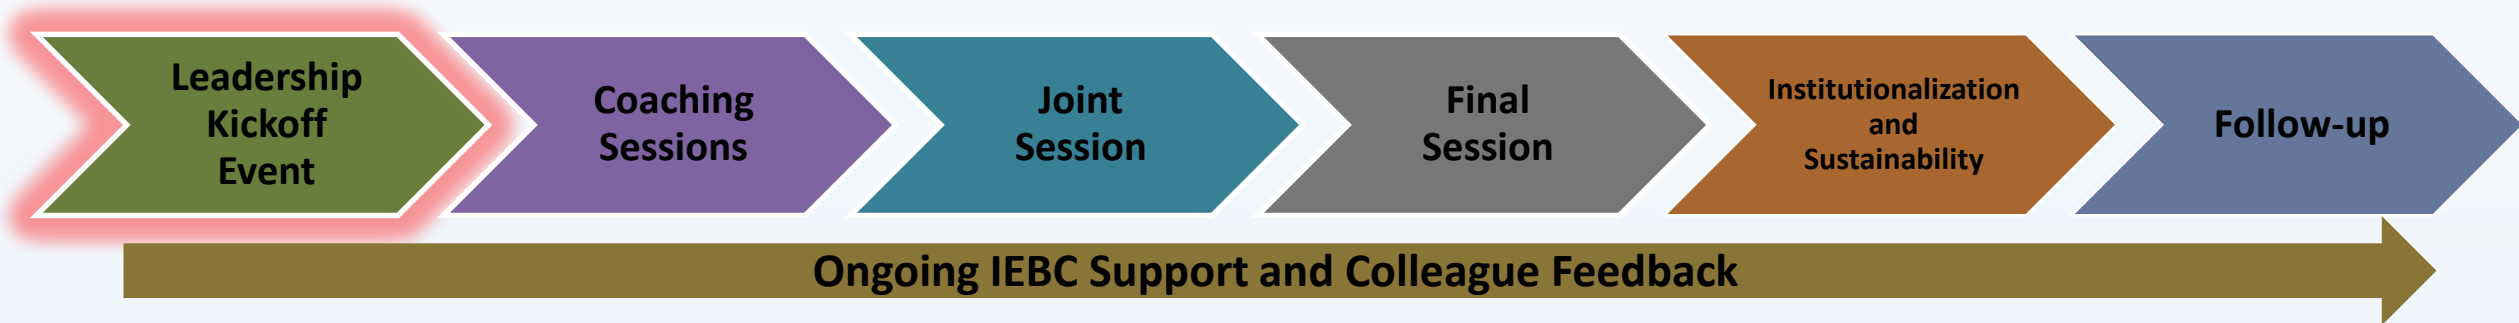 Leadership
Kickoff
Event
Coaching
Sessions
Joint
Session
Final
Session
Institutionalization
and
Sustainability
Follow-up
Ongoing IEBC Support and Colleague Feedback